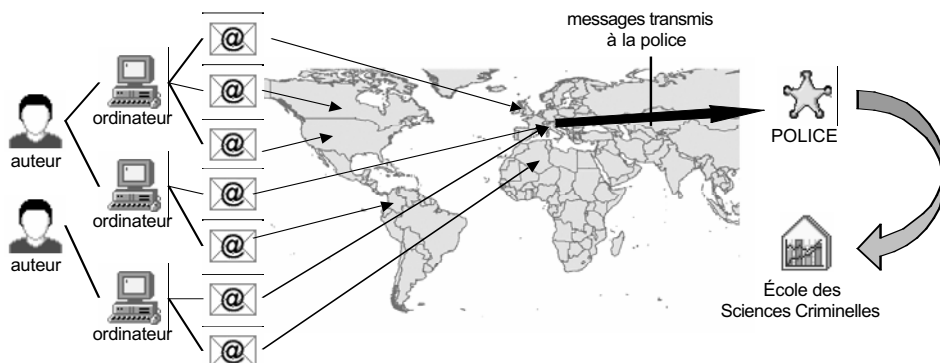 messages transmis
à la police
@
@
@
@
@
@
@
auteur
auteur
ordinateur
ordinateur
ordinateur
POLICE
École des
Sciences Criminelles